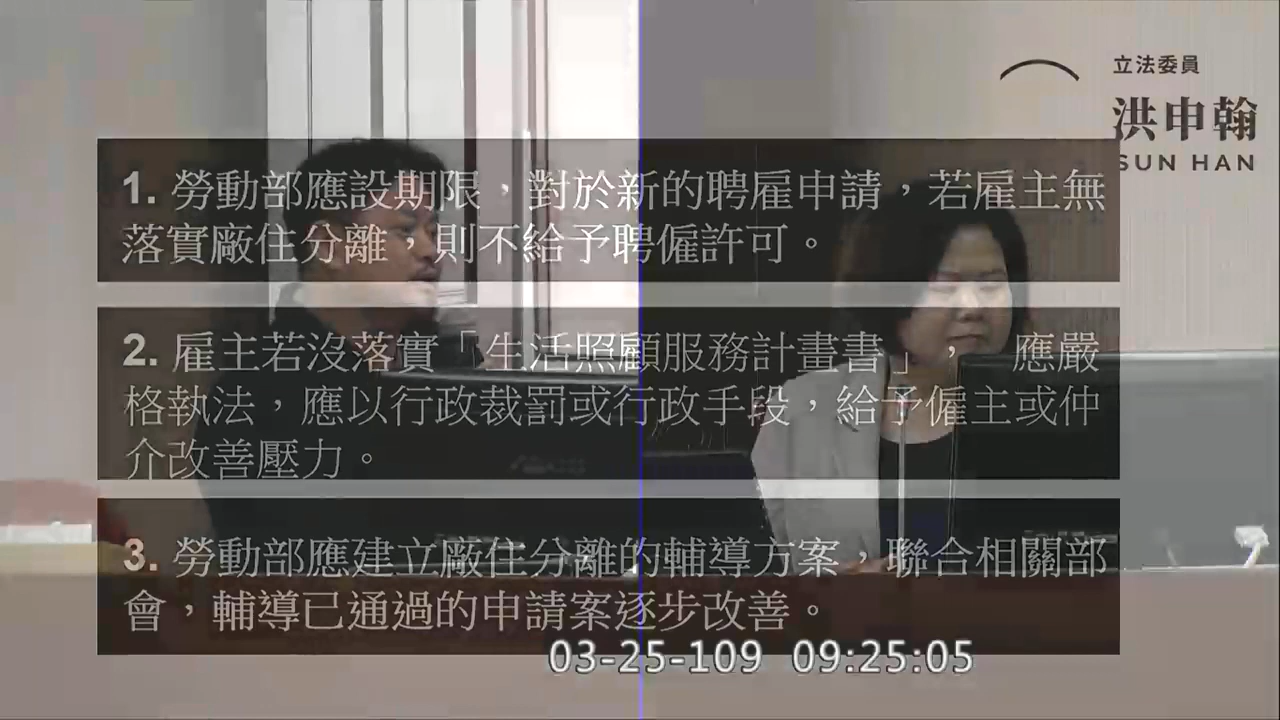 立法委員
洪申翰
SUN HAN
1. 勞動部應設期限，對於新的聘雇申請，若雇主無
落實廠住分離，則不給予聘僱許可。
2. 雇主若沒落實「生活照顧服務計畫書」， 應嚴
格執法，應以行政裁罰或行政手段，給予僱主或仲
介改善壓力。
3. 勞動部應建立廠住分離的輔導方案，聯合相關部
會，輔導已通過的申請案逐步改善。
03-25-109 09:25:05